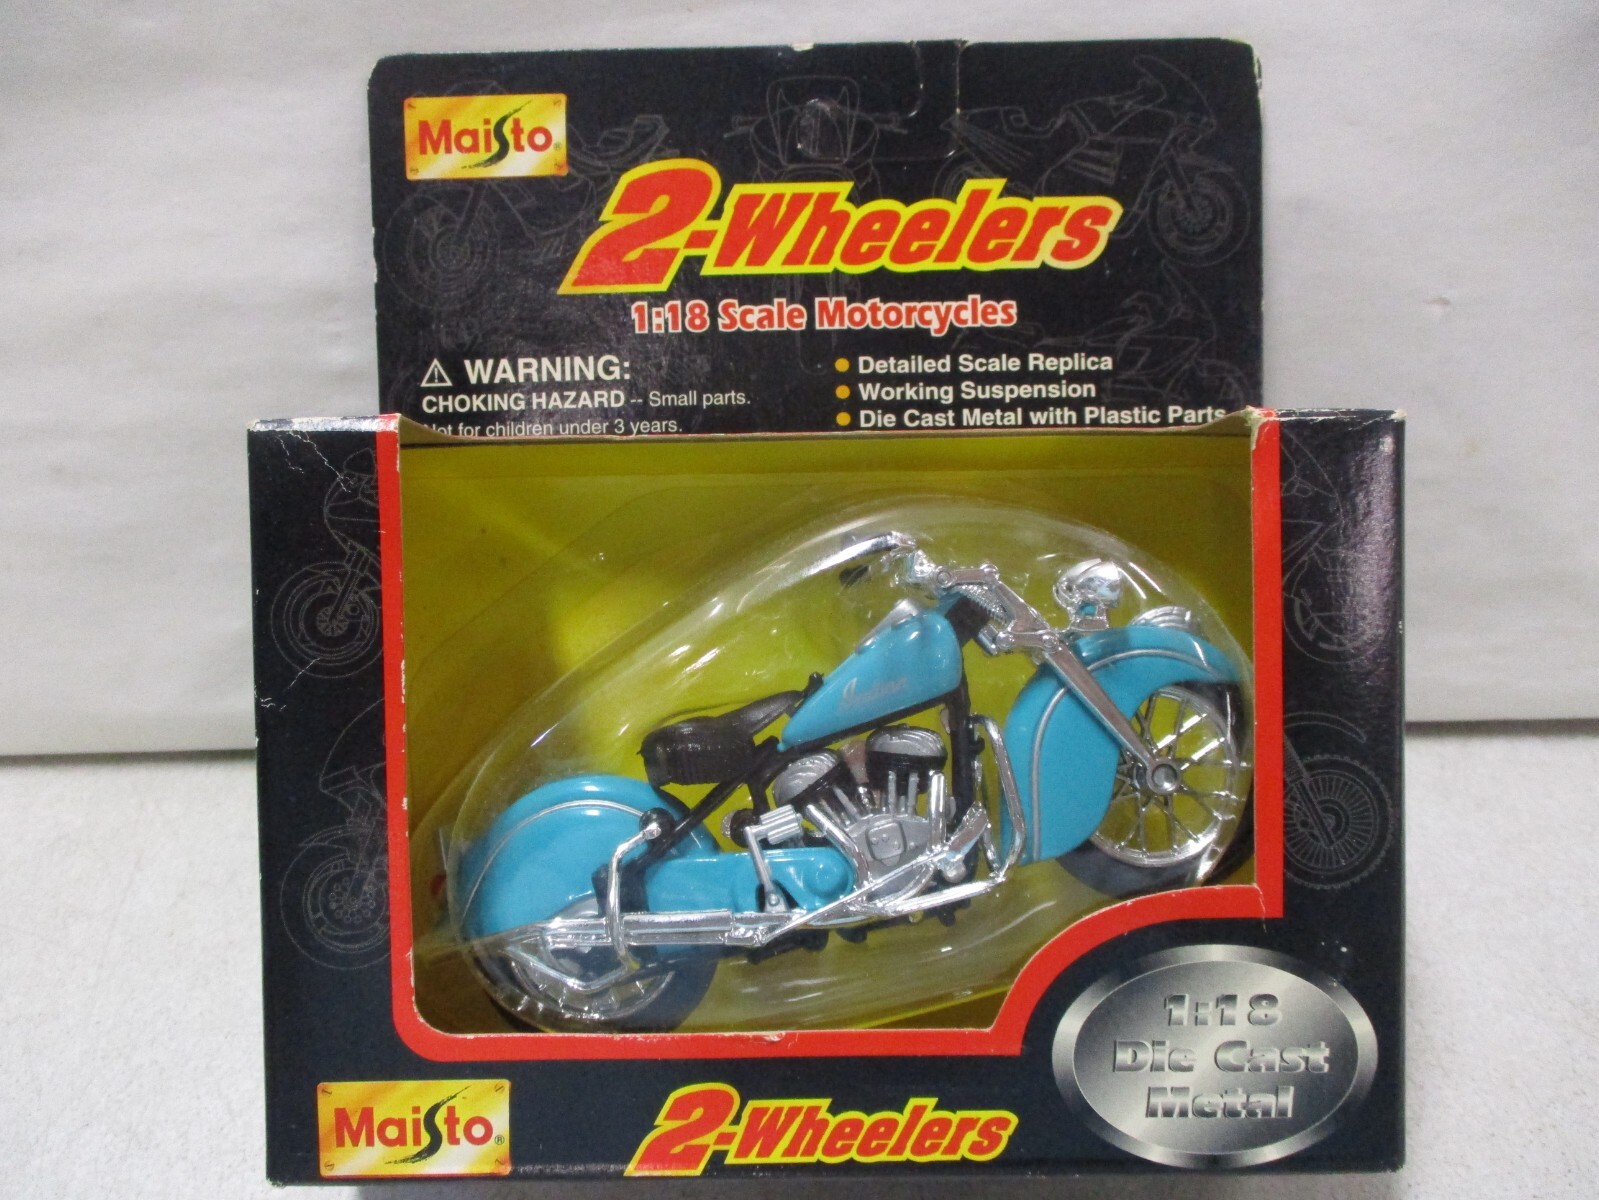 Maisto®
2-Wheelers
1:18 Scale Motorcycles
⚠ WARNING:
CHOKING HAZARD -- Small parts.
Not for children under 3 years.
● Detailed Scale Replica
● Working Suspension
● Die Cast Metal with Plastic Parts
Indian
1:18
Die Cast
Metal
Maisto®
2-Wheelers